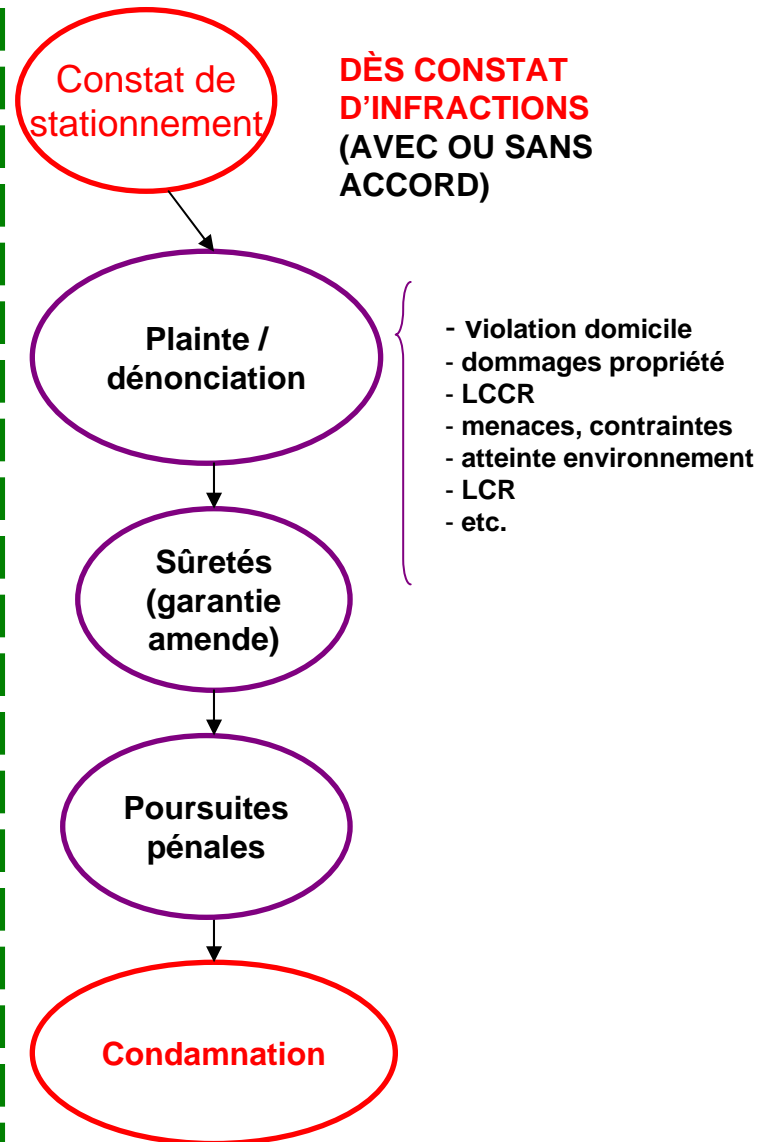 Constat de
stationnement
DÈS CONSTAT
D’INFRACTIONS
(AVEC OU SANS
ACCORD)
Plainte /
dénonciation
- Violation domicile
- dommages propriété
- LCCR
- menaces, contraintes
- atteinte environnement
- LCR
- etc.
Sûretés
(garantie
amende)
Poursuites
pénales
Condamnation